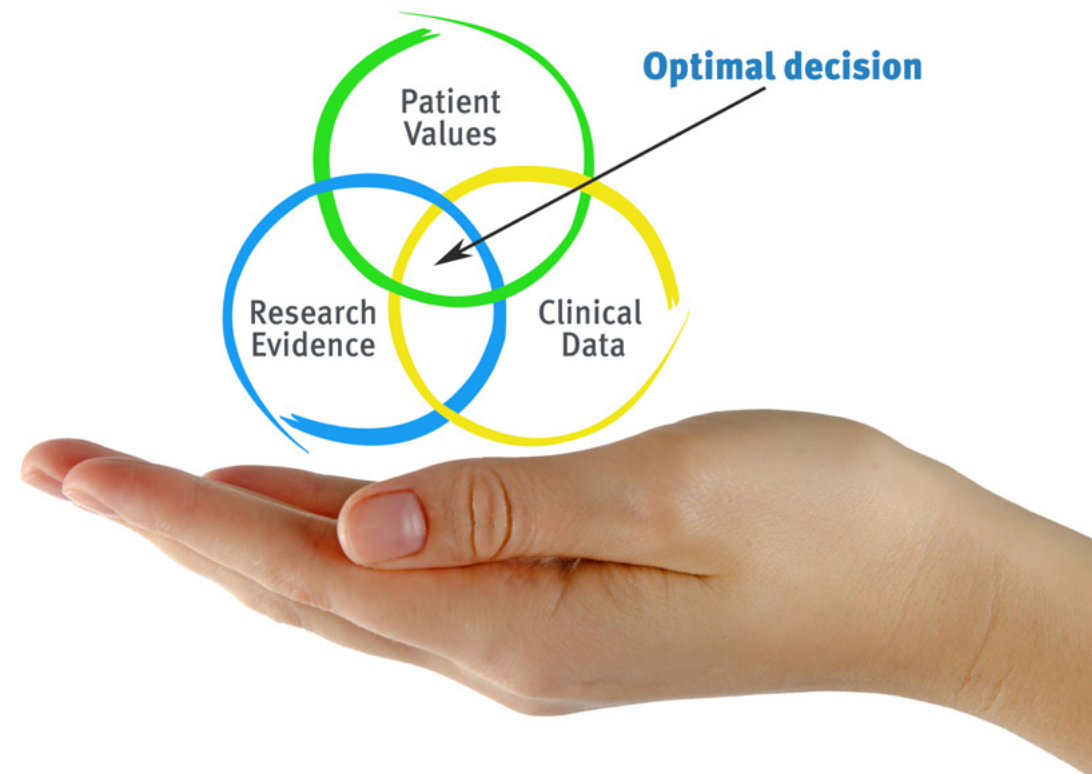 Optimal decision
Patient
Values
Research
Evidence
Clinical
Data